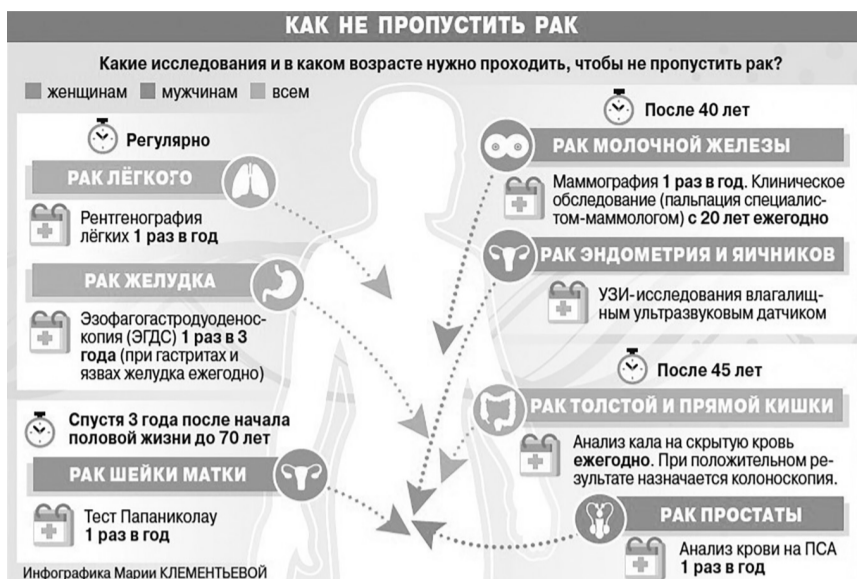 КАК НЕ ПРОПУСТИТЬ РАК
Какие исследования и в каком возрасте нужно проходить, чтобы не пропустить рак?
женщинам мужчинам всем
Регулярно
РАК ЛЁГКОГО
Рентгенография
лёгких 1 раз в год
РАК ЖЕЛУДКА
Эзофагогастродуоденос-
копия (ЭГДС) 1 раз в 3
года (при гастритах и
язвах желудка ежегодно)
Спустя 3 года после начала
половой жизни до 70 лет
РАК ШЕЙКИ МАТКИ
Тест Папаниколау
1 раз в год
После 40 лет
РАК МОЛОЧНОЙ ЖЕЛЕЗЫ
Маммография 1 раз в год. Клиническое
обследование (пальпация специалис-
том-маммологом) с 20 лет ежегодно
РАК ЭНДОМЕТРИЯ И ЯИЧНИКОВ
УЗИ-исследования влагалищ-
ным ультразвуковым датчиком
После 45 лет
РАК ТОЛСТОЙ И ПРЯМОЙ КИШКИ
Анализ кала на скрытую кровь
ежегодно. При положительном ре-
зультате назначается колоноскопия.
РАК ПРОСТАТЫ
Анализ крови на ПСА
1 раз в год
Инфографика Марии КЛЕМЕНТЬЕВОЙ